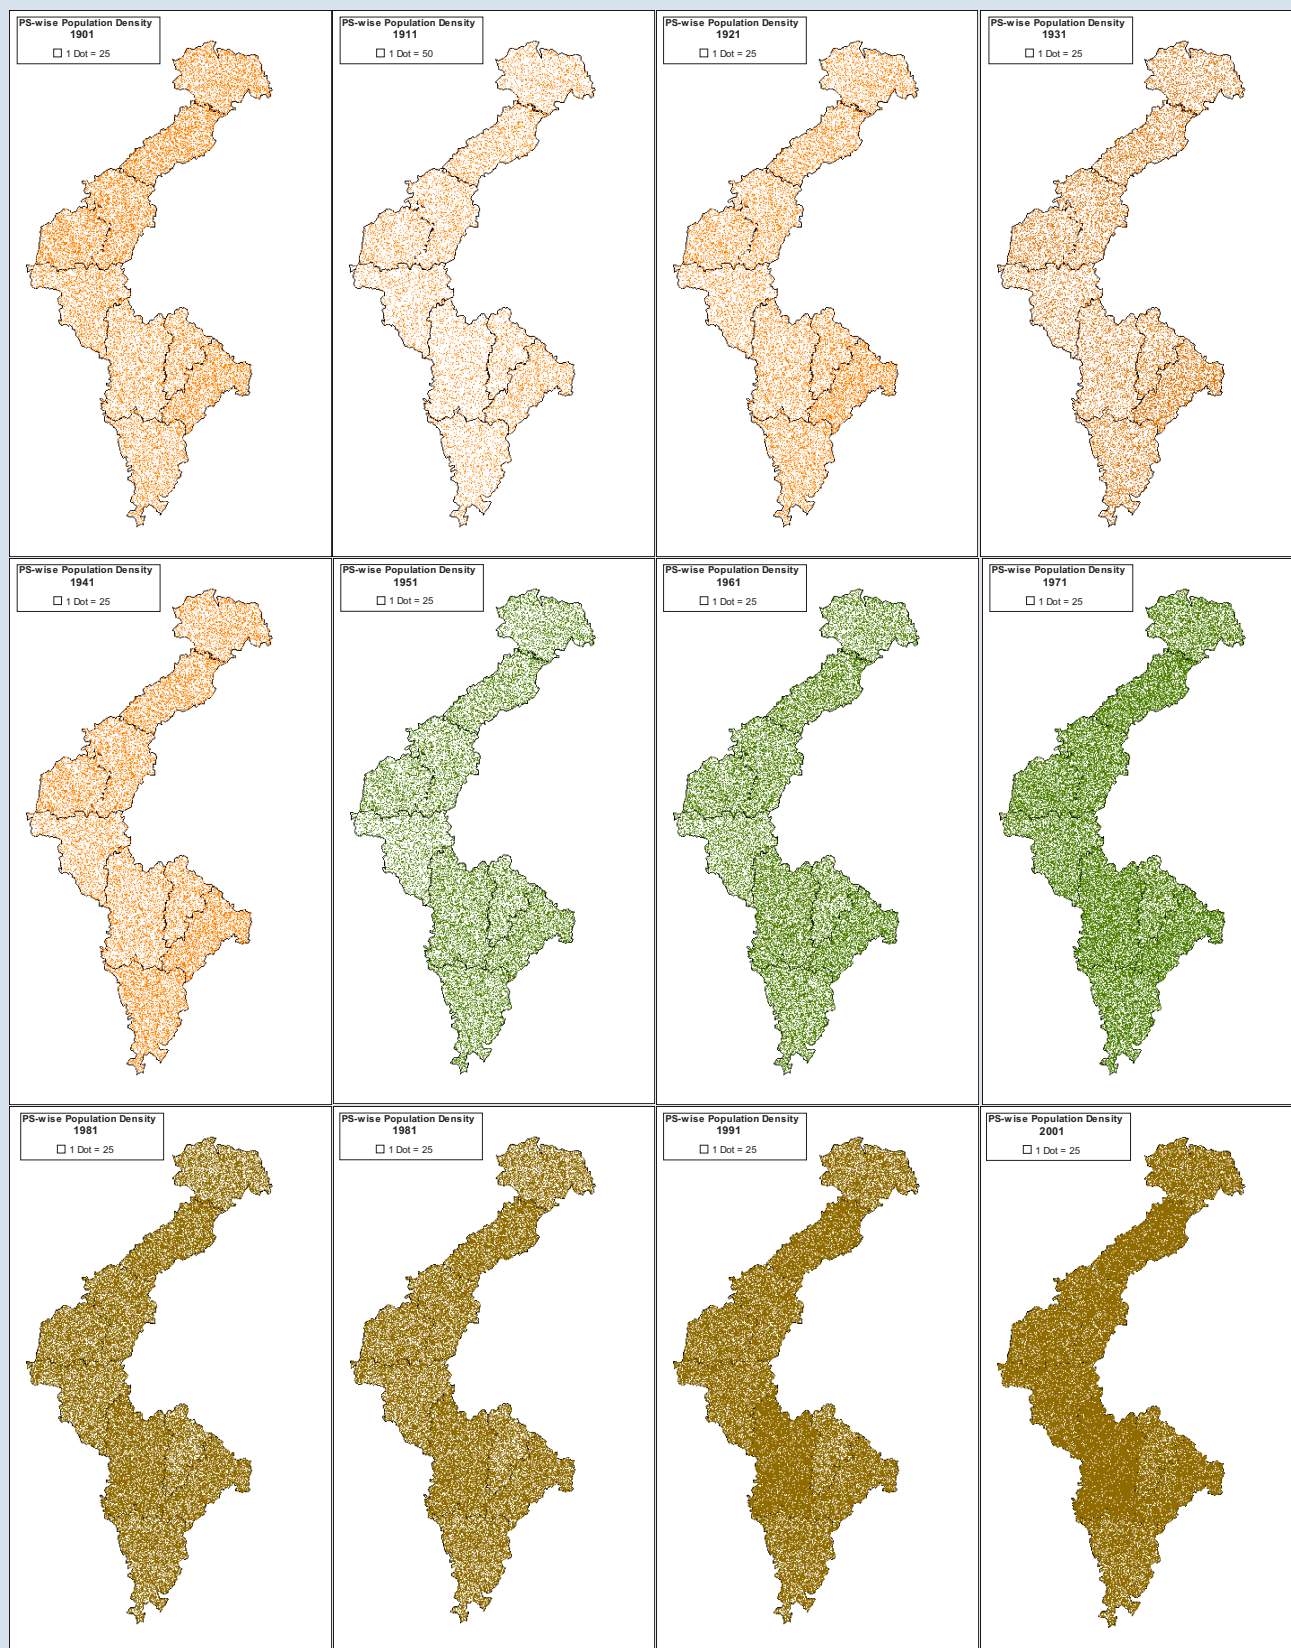 PS-wise Population Density
1901
1 Dot = 25
PS-wise Population Density
1911
1 Dot = 50
PS-wise Population Density
1921
1 Dot = 25
PS-wise Population Density
1931
1 Dot = 25
PS-wise Population Density
1941
1 Dot = 25
PS-wise Population Density
1951
1 Dot = 25
PS-wise Population Density
1961
1 Dot = 25
PS-wise Population Density
1971
1 Dot = 25
PS-wise Population Density
1981
1 Dot = 25
PS-wise Population Density
1981
1 Dot = 25
PS-wise Population Density
1991
1 Dot = 25
PS-wise Population Density
2001
1 Dot = 25